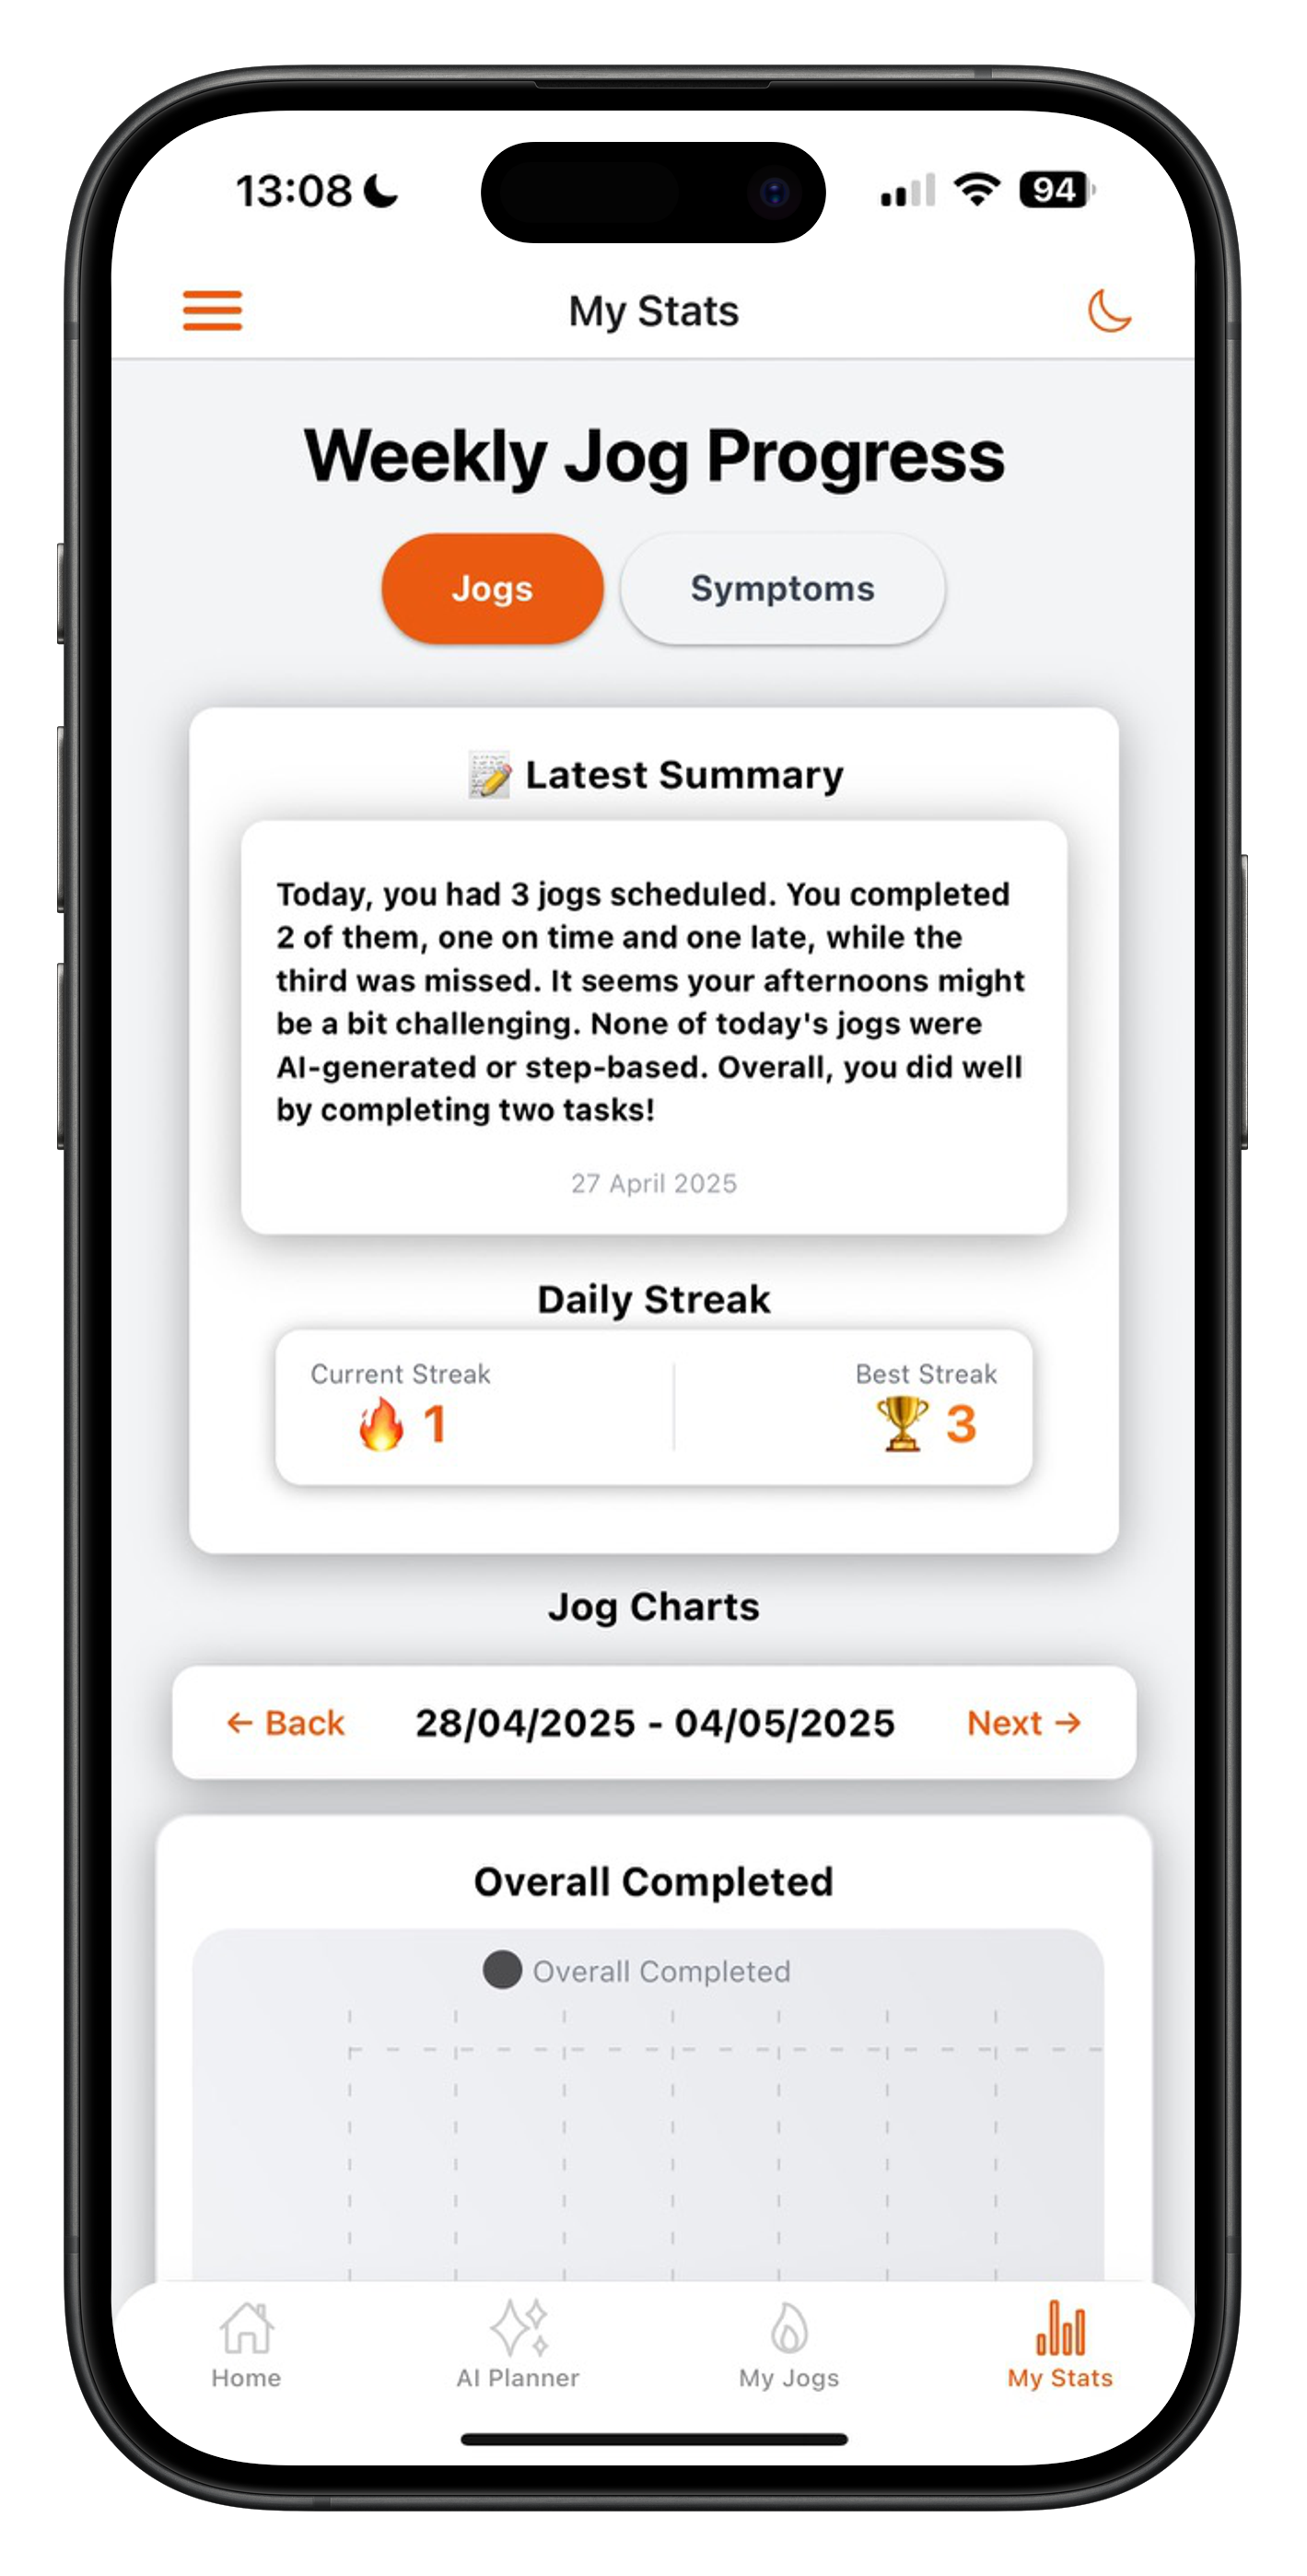 13:08
94
My Stats
Weekly Jog Progress
Jogs
Symptoms
Latest Summary
Today, you had 3 jogs scheduled. You completed
2 of them, one on time and one late, while the
third was missed. It seems your afternoons might
be a bit challenging. None of today's jogs were
AI-generated or step-based. Overall, you did well
by completing two tasks!
27 April 2025
Daily Streak
Current Streak
Best Streak
1
3
Jog Charts
← Back
28/04/2025 - 04/05/2025
Next →
Overall Completed
Overall Completed
Home
AI Planner
My Jogs
My Stats